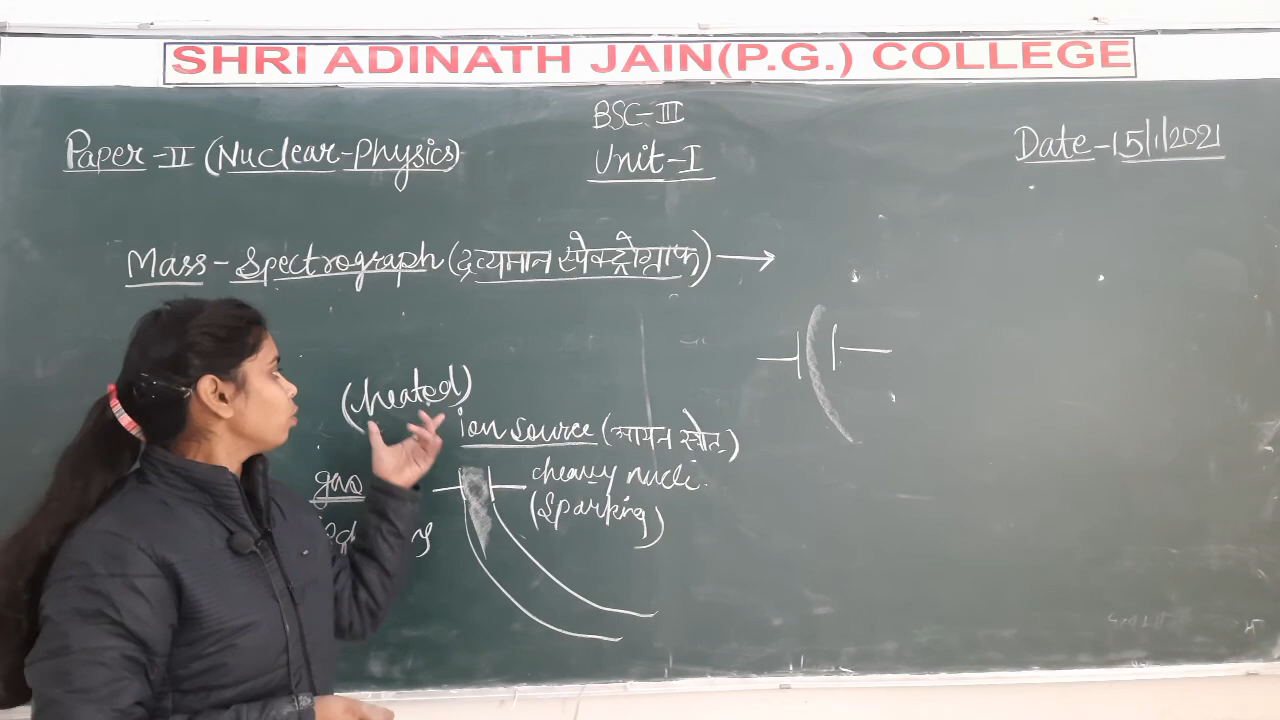 SHRI ADINATH JAIN(P.G.) COLLEGE
BSC-III
Paper-II (Nuclear-Physics)
Unit-I
Date-15/1/2021
Mass-Spectrograph (द्रव्यमान स्पेक्ट्रोग्राफ)
(heated)
ion source (आयन स्रोत)
gas
heavy nuclei.
(Sparking)